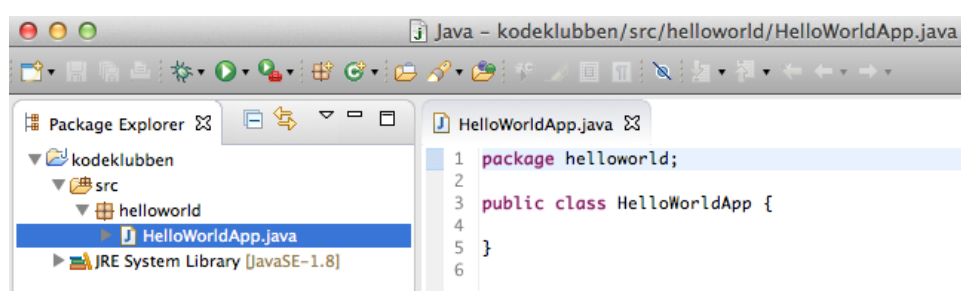 Java – kodeklubben/src/helloworld/HelloWorldApp.java
Package Explorer
kodeklubben
src
helloworld
HelloWorldApp.java
JRE System Library [JavaSE-1.8]
HelloWorldApp.java
1 package helloworld;
2
3 public class HelloWorldApp {
4
5 }
6